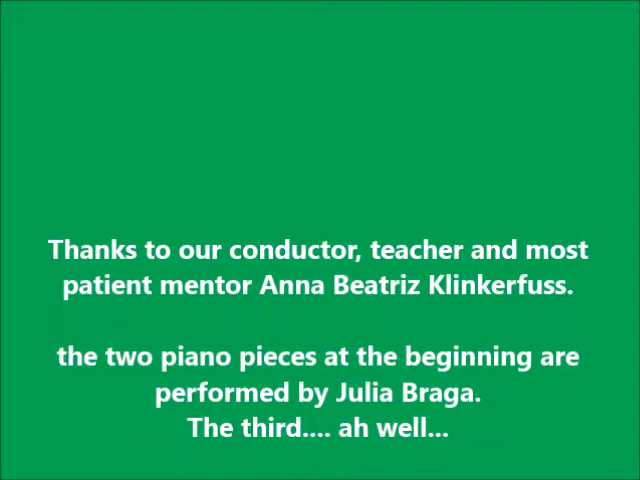 Thanks to our conductor, teacher and most
patient mentor Anna Beatriz Klinkerfuss.
the two piano pieces at the beginning are
performed by Julia Braga.
The third.... ah well...